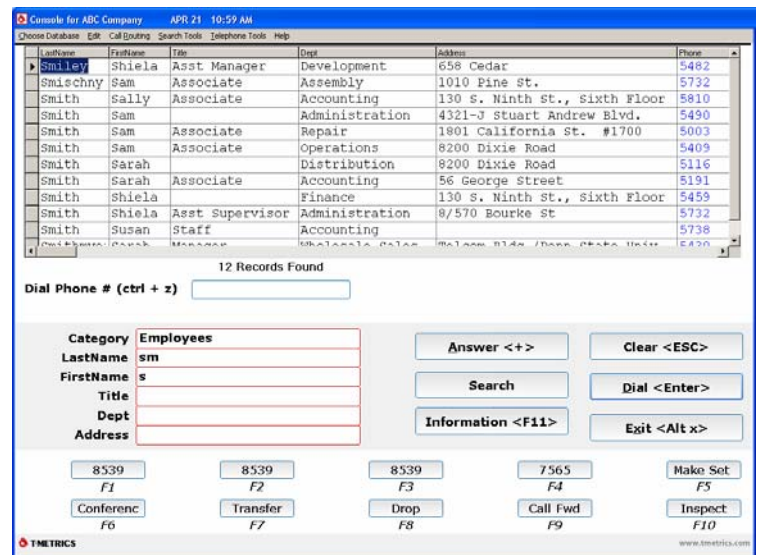 Console for ABC Company APR 21 10:59 AM
Choose Database Edit Call Routing Search Tools Telephone Tools Help
LastName FirstName Title Dept Address Phone
Smiley Shiela Asst Manager Development 658 Cedar 5482
Smischny Sam Associate Assembly 1010 Pine St. 5732
Smith Sally Associate Accounting 130 S. Ninth St., Sixth Floor 5810
Smith Sam Administration 4321-J Stuart Andrew Blvd. 5490
Smith Sam Associate Repair 1801 California St. #1700 5003
Smith Sam Associate Operations 8200 Dixie Road 5409
Smith Sarah Distribution 8200 Dixie Road 5116
Smith Sarah Associate Accounting 56 George Street 5191
Smith Shiela Finance 130 S. Ninth St., Sixth Floor 5459
Smith Shiela Asst Supervisor Administration 8/570 Bourke St 5732
Smith Susan Staff Accounting 5738
Sarah Manager Wholesale Sales
12 Records Found
Dial Phone # (ctrl + z)
Category Employees
LastName sm
FirstName s
Title
Dept
Address
Answer <+> Clear <ESC>
Search Dial <Enter>
Information <F11> Exit <Alt x>
8539 8539 8539 7565 Make Set
F1 F2 F3 F4 F5
Conferenc Transfer Drop Call Fwd Inspect
F6 F7 F8 F9 F10
TMETRICS www.tmetrics.com